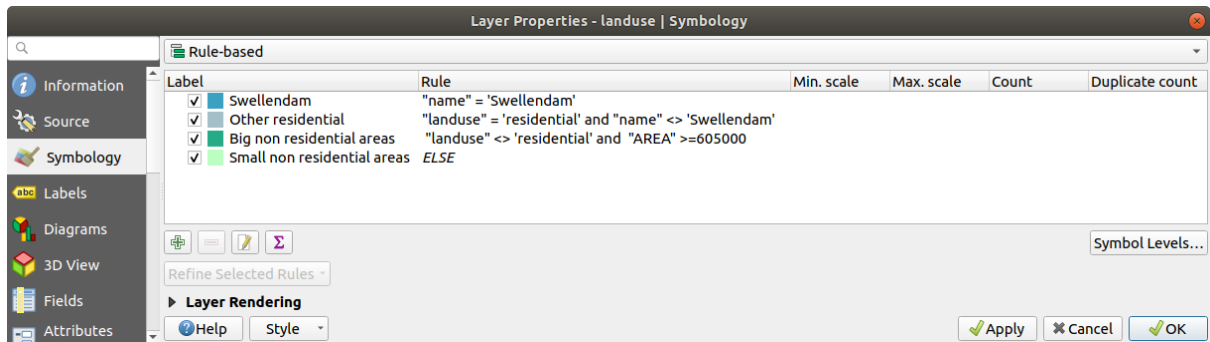 Layer Properties - landuse | Symbology
Rule-based
Information
Source
Symbology
abc Labels
Diagrams
3D View
Fields
Attributes
Label Rule Min. scale Max. scale Count Duplicate count
Swellendam "name" = 'Swellendam'
Other residential "landuse" = 'residential' and "name" <> 'Swellendam'
Big non residential areas "landuse" <> 'residential' and "AREA" >=605000
Small non residential areas ELSE
Σ Symbol Levels...
Refine Selected Rules
Layer Rendering
Help Style Apply Cancel OK